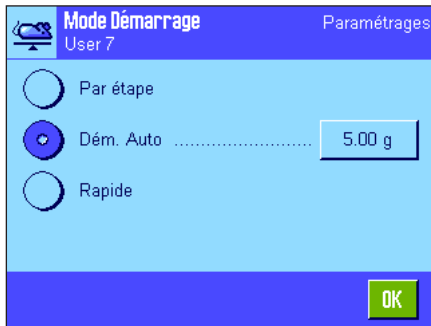 Mode Démarrage Paramétrages
User 7
Par étape
Dém. Auto .......................... 5.00 g
Rapide
OK